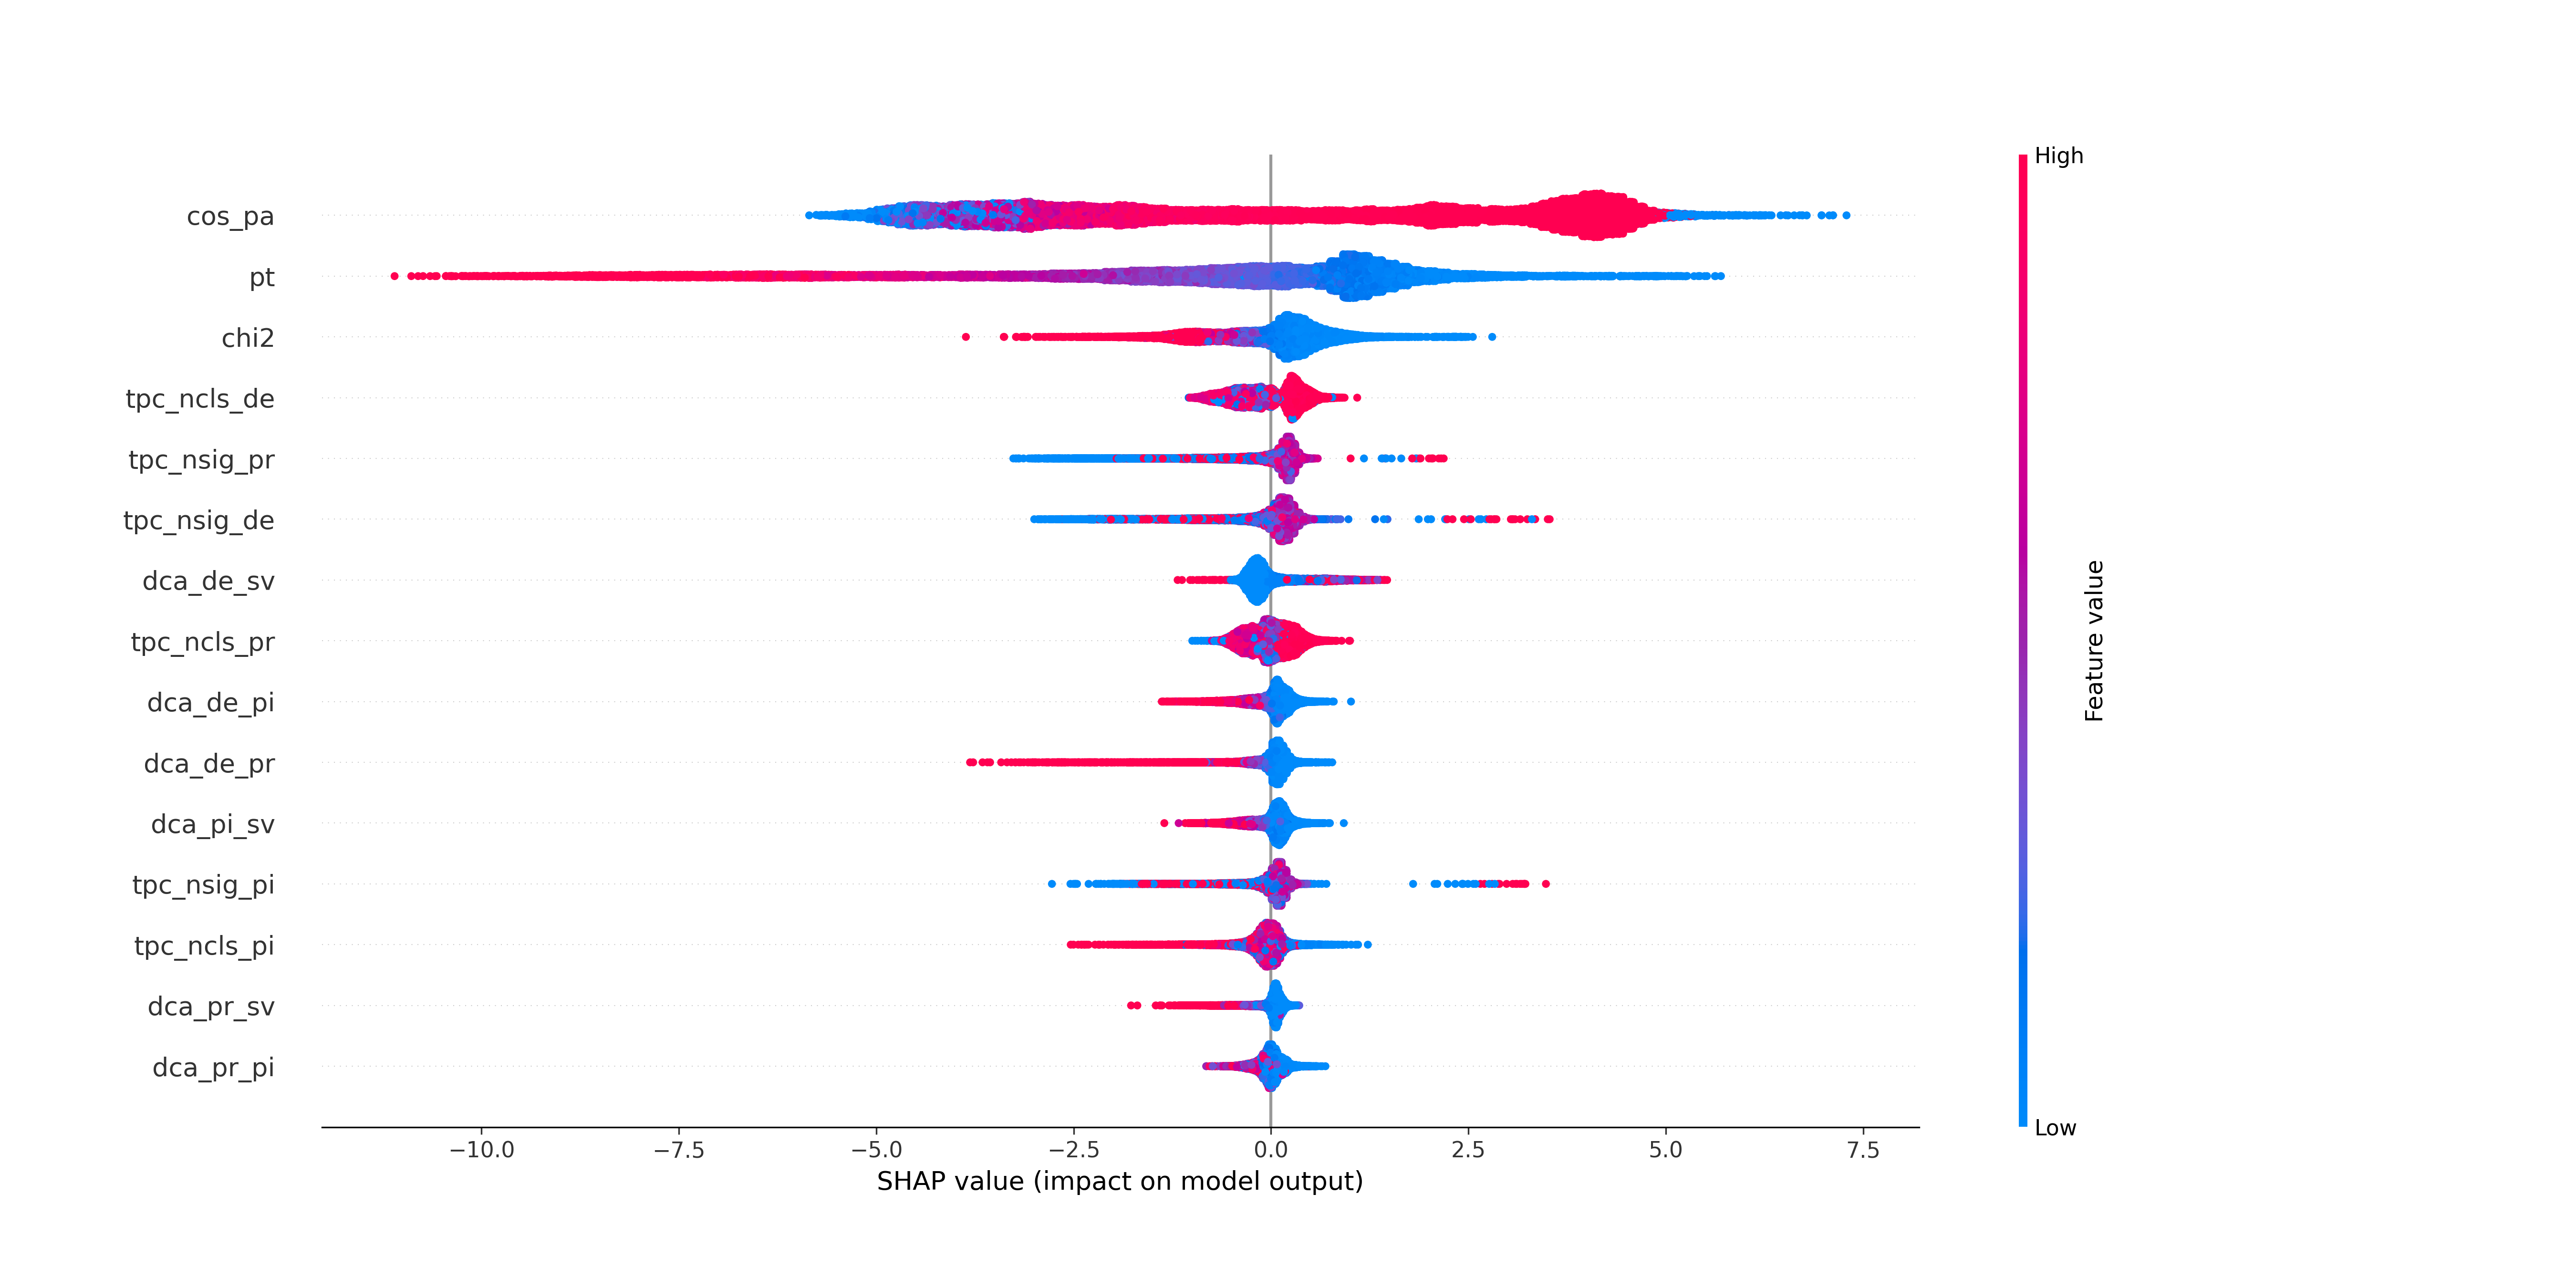 High
cos_pa
pt
chi2
tpc_ncls_de
tpc_nsig_pr
tpc_nsig_de
dca_de_sv
tpc_ncls_pr
dca_de_pi
dca_de_pr
dca_pi_sv
tpc_nsig_pi
tpc_ncls_pi
dca_pr_sv
dca_pr_pi
Feature value
Low
−10.0 −7.5 −5.0 −2.5 0.0 2.5 5.0 7.5
SHAP value (impact on model output)